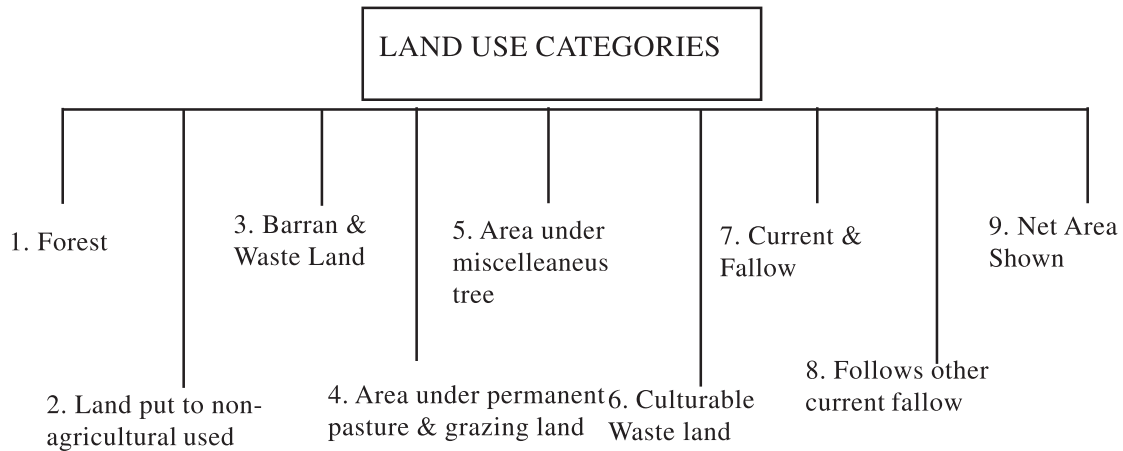 LAND USE CATEGORIES
1. Forest
2. Land put to non-
agricultural used
3. Barran &
Waste Land
4. Area under permanent
pasture & grazing land
5. Area under
miscelleaneus
tree
6. Culturable
Waste land
7. Current &
Fallow
8. Follows other
current fallow
9. Net Area
Shown